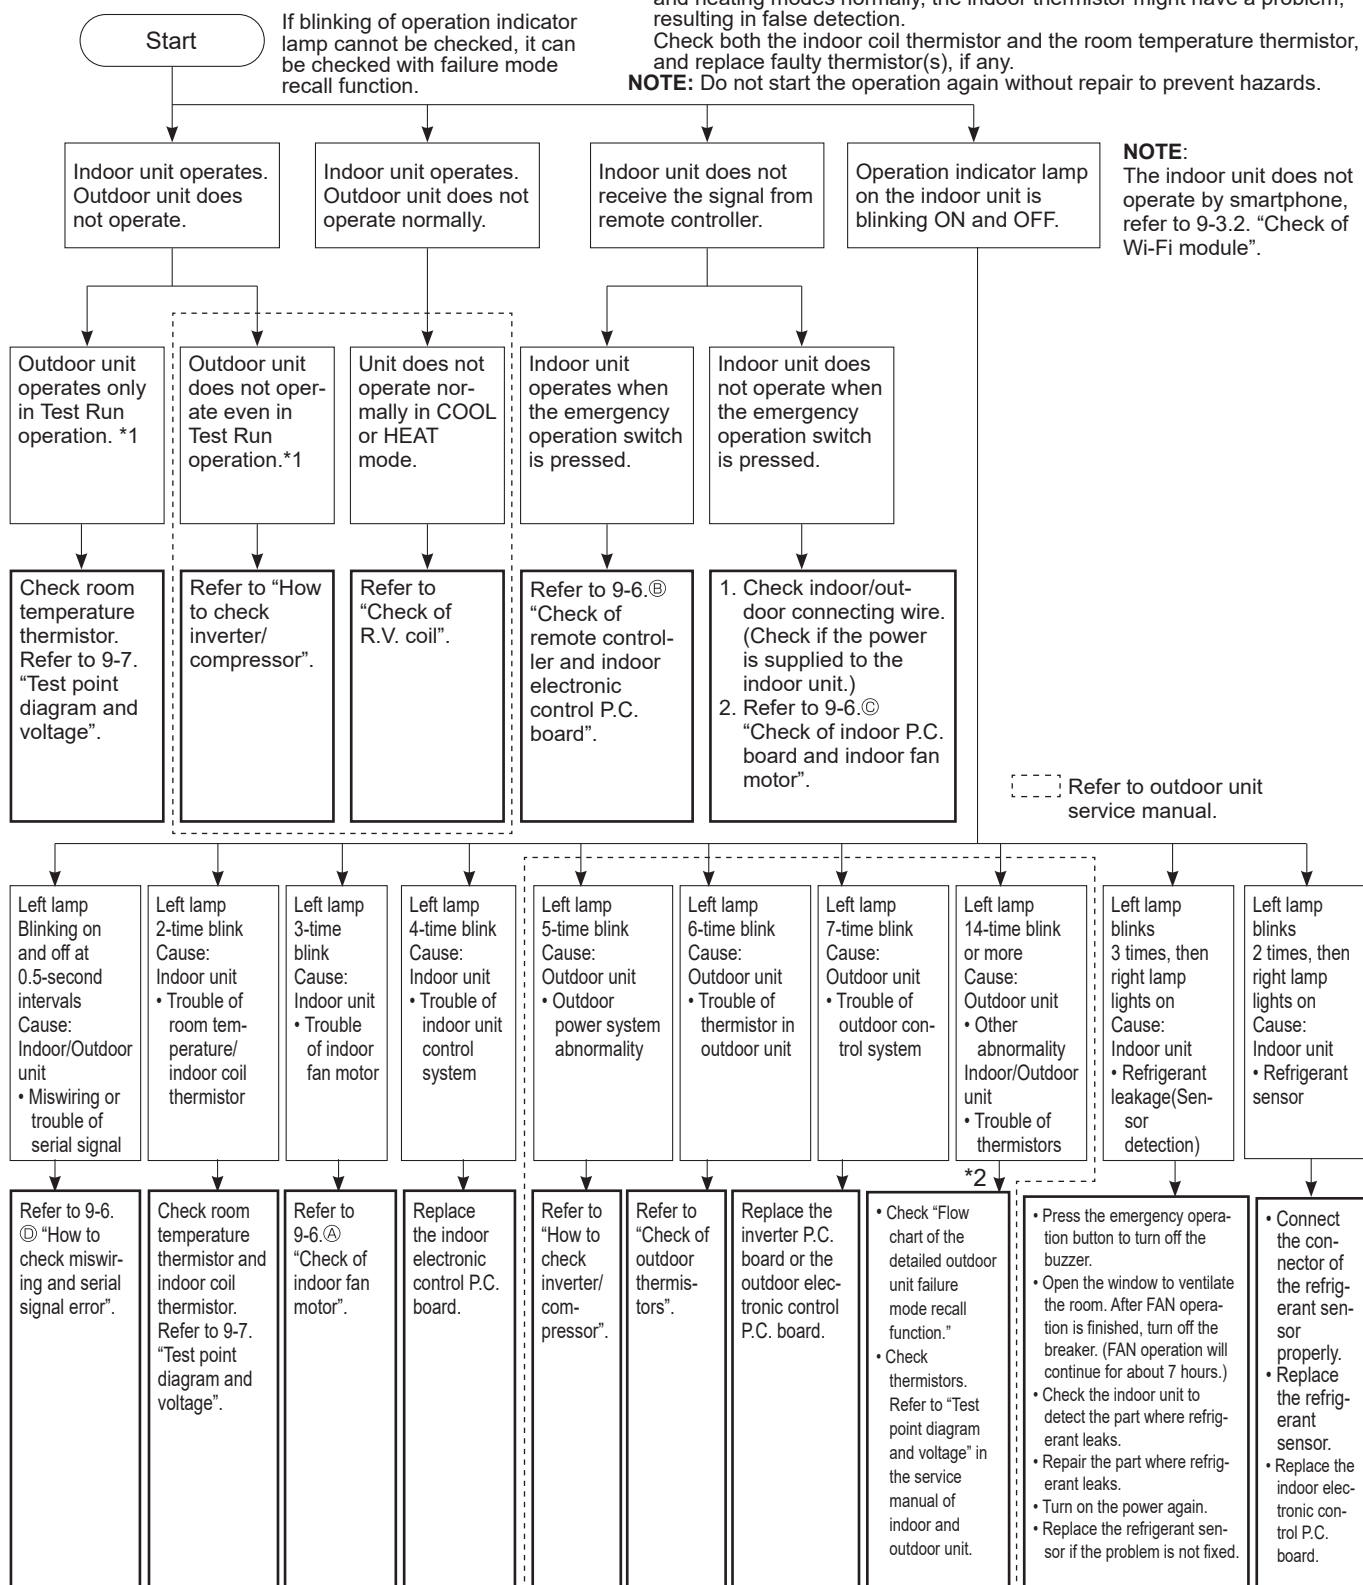 and heating modes normally, the indoor thermistor might have a problem,
resulting in false detection.
Check both the indoor coil thermistor and the room temperature thermistor,
and replace faulty thermistor(s), if any.
NOTE: Do not start the operation again without repair to prevent hazards.
Start
If blinking of operation indicator
lamp cannot be checked, it can
be checked with failure mode
recall function.
Indoor unit operates.
Outdoor unit does
not operate.
Indoor unit operates.
Outdoor unit does not
operate normally.
Indoor unit does not
receive the signal from
remote controller.
Operation indicator lamp
on the indoor unit is
blinking ON and OFF.
NOTE:
The indoor unit does not
operate by smartphone,
refer to 9-3.2. “Check of
Wi-Fi module”.
Outdoor unit
operates only
in Test Run
operation. *1
Outdoor unit
does not oper-
ate even in
Test Run
operation.*1
Unit does not
operate nor-
mally in COOL
or HEAT
mode.
Indoor unit
operates when
the emergency
operation switch
is pressed.
Indoor unit does
not operate when
the emergency
operation switch
is pressed.
Check room
temperature
thermistor.
Refer to 9-7.
“Test point
diagram and
voltage”.
Refer to “How
to check
inverter/
compressor”.
Refer to
“Check of
R.V. coil”.
Refer to 9-6.Ⓑ
“Check of
remote control-
ler and indoor
electronic
control P.C.
board”.
1. Check indoor/out-
door connecting wire.
(Check if the power
is supplied to the
indoor unit.)
2. Refer to 9-6.Ⓒ
“Check of indoor P.C.
board and indoor fan
motor”.
Refer to outdoor unit
service manual.
Left lamp
Blinking on
and off at
0.5-second
intervals
Cause:
Indoor/Outdoor
unit
• Miswiring or
trouble of
serial signal
Left lamp
2-time blink
Cause:
Indoor unit
• Trouble of
room tem-
perature/
indoor coil
thermistor
Left lamp
3-time
blink
Cause:
Indoor unit
• Trouble
of indoor
fan motor
Left lamp
4-time blink
Cause:
Indoor unit
• Trouble of
indoor unit
control
system
Left lamp
5-time blink
Cause:
Outdoor unit
• Outdoor
power system
abnormality
Left lamp
6-time blink
Cause:
Outdoor unit
• Trouble of
thermistor in
outdoor unit
Left lamp
7-time blink
Cause:
Outdoor unit
• Trouble of
outdoor con-
trol system
Left lamp
14-time blink
or more
Cause:
Outdoor unit
• Other
abnormality
Indoor/Outdoor
unit
• Trouble of
thermistors
Left lamp
blinks
3 times, then
right lamp
lights on
Cause:
Indoor unit
• Refrigerant
leakage(Sen-
sor
detection)
Left lamp
blinks
2 times, then
right lamp
lights on
Cause:
Indoor unit
• Refrigerant
sensor
*2
Refer to 9-6.
Ⓓ “How to
check miswir-
ing and serial
signal error”.
Check room
temperature
thermistor and
indoor coil
thermistor.
Refer to 9-7.
“Test point
diagram and
voltage”.
Refer to
9-6.Ⓐ
“Check of
indoor fan
motor”.
Replace
the indoor
electronic
control P.C.
board.
Refer to
“How to
check
inverter/
com-
pressor”.
Refer to
“Check of
outdoor
thermis-
tors”.
Replace the
inverter P.C.
board or the
outdoor elec-
tronic control
P.C. board.
• Check “Flow
chart of the
detailed outdoor
unit failure
mode recall
function.”
• Check
thermistors.
Refer to “Test
point diagram
and voltage” in
the service
manual of
indoor and
outdoor unit.
• Press the emergency opera-
tion button to turn off the
buzzer.
• Open the window to ventilate
the room. After FAN opera-
tion is finished, turn off the
breaker. (FAN operation will
continue for about 7 hours.)
• Check the indoor unit to
detect the part where refrig-
erant leaks.
• Repair the part where refrig-
erant leaks.
• Turn on the power again.
• Replace the refrigerant sen-
sor if the problem is not fixed.
• Connect
the con-
nector of
the refrig-
erant sen-
sor
properly.
• Replace
the refrig-
erant
sensor.
• Replace the
indoor elec-
tronic con-
trol P.C.
board.